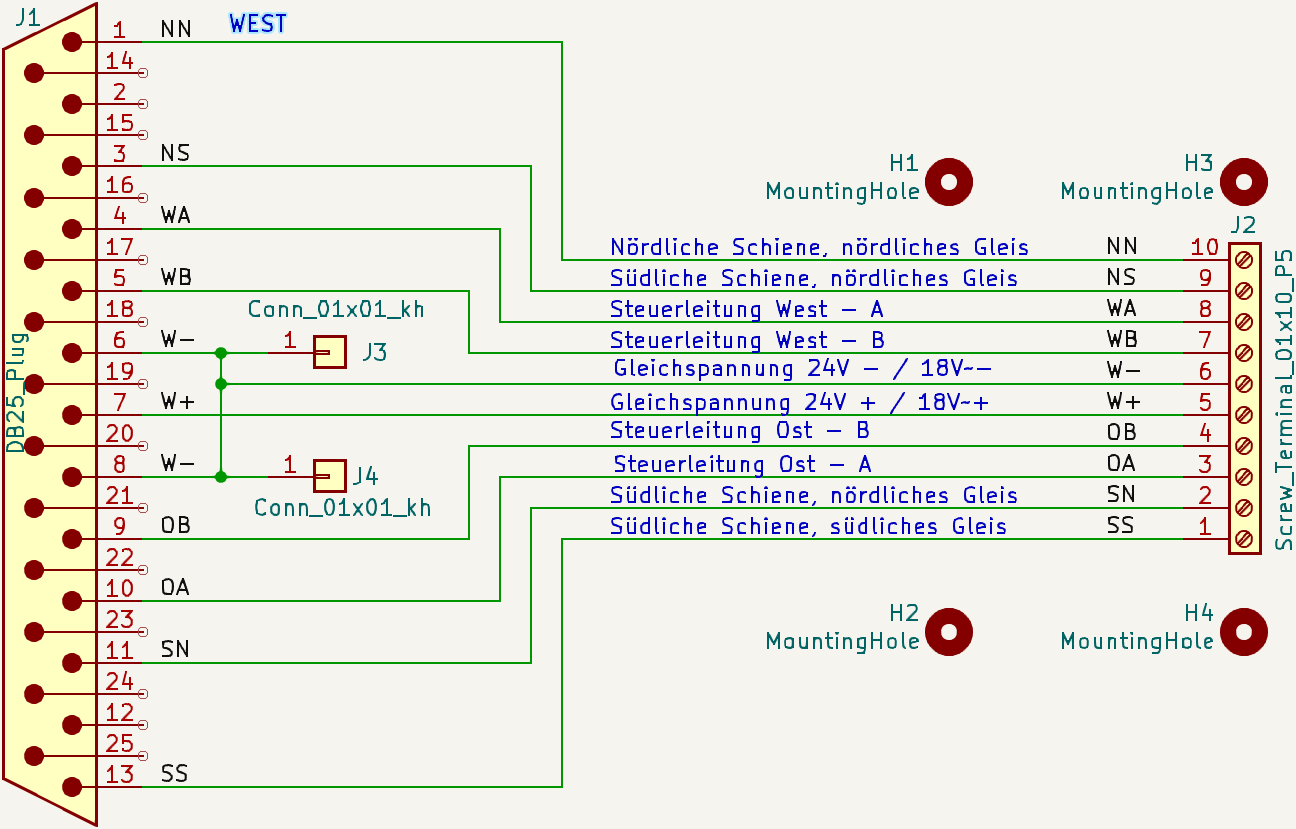 J1
WEST
1 NN
14
2
15
3 NS
16
4 WA
17
5 WB
18
6 W-
19
7 W+
20
8 W-
21
9 OB
22
10 OA
23
11 SN
24
12
25
13 SS
DB25_Plug
Conn_01x01_kh
1 J3
1 J4
Conn_01x01_kh
H1
MountingHole
H3
MountingHole
J2
Nördliche Schiene, nördliches Gleis NN 10
Südliche Schiene, nördliches Gleis NS 9
Steuerleitung West - A WA 8
Steuerleitung West - B WB 7
Gleichspannung 24V - / 18V~- W- 6
Gleichspannung 24V + / 18V~+ W+ 5
Steuerleitung Ost - B OB 4
Steuerleitung Ost - A OA 3
Südliche Schiene, nördliches Gleis SN 2
Südliche Schiene, südliches Gleis SS 1
Screw_Terminal_01x10_P5
H2
MountingHole
H4
MountingHole